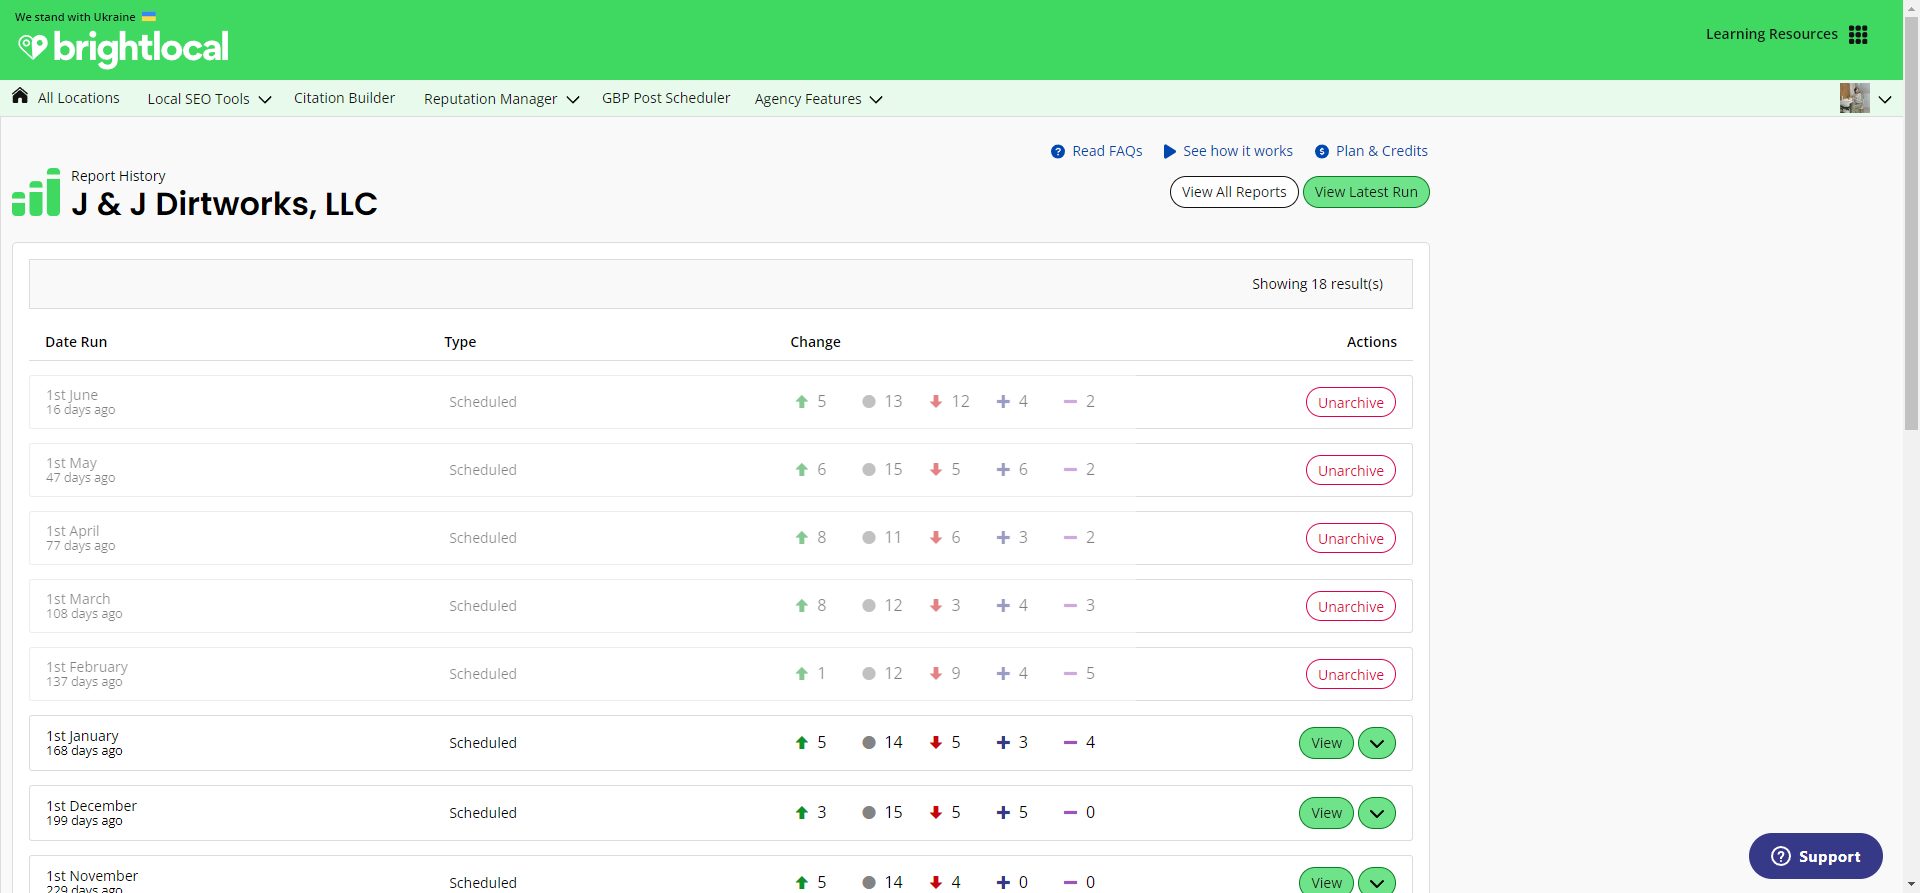 We stand with Ukraine
brightlocal
Learning Resources
All Locations Local SEO Tools Citation Builder Reputation Manager GBP Post Scheduler Agency Features
Read FAQs See how it works Plan & Credits
Report History
J & J Dirtworks, LLC
View All Reports View Latest Run
Showing 18 result(s)
Date Run Type Change Actions
1st June
16 days ago
Scheduled 5 13 12 4 2 Unarchive
1st May
47 days ago
Scheduled 6 15 5 6 2 Unarchive
1st April
77 days ago
Scheduled 8 11 6 3 2 Unarchive
1st March
108 days ago
Scheduled 8 12 3 4 3 Unarchive
1st February
137 days ago
Scheduled 1 12 9 4 5 Unarchive
1st January
168 days ago
Scheduled 5 14 5 3 4 View
1st December
199 days ago
Scheduled 3 15 5 5 0 View
1st November
229 days ago
Scheduled 5 14 4 0 0 View
Support